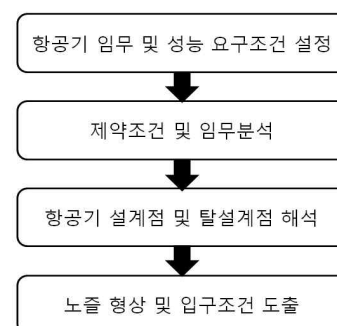 항공기 임무 및 성능 요구조건 설정
제약조건 및 임무분석
항공기 설계점 및 탈설계점 해석
노즐 형상 및 입구조건 도출